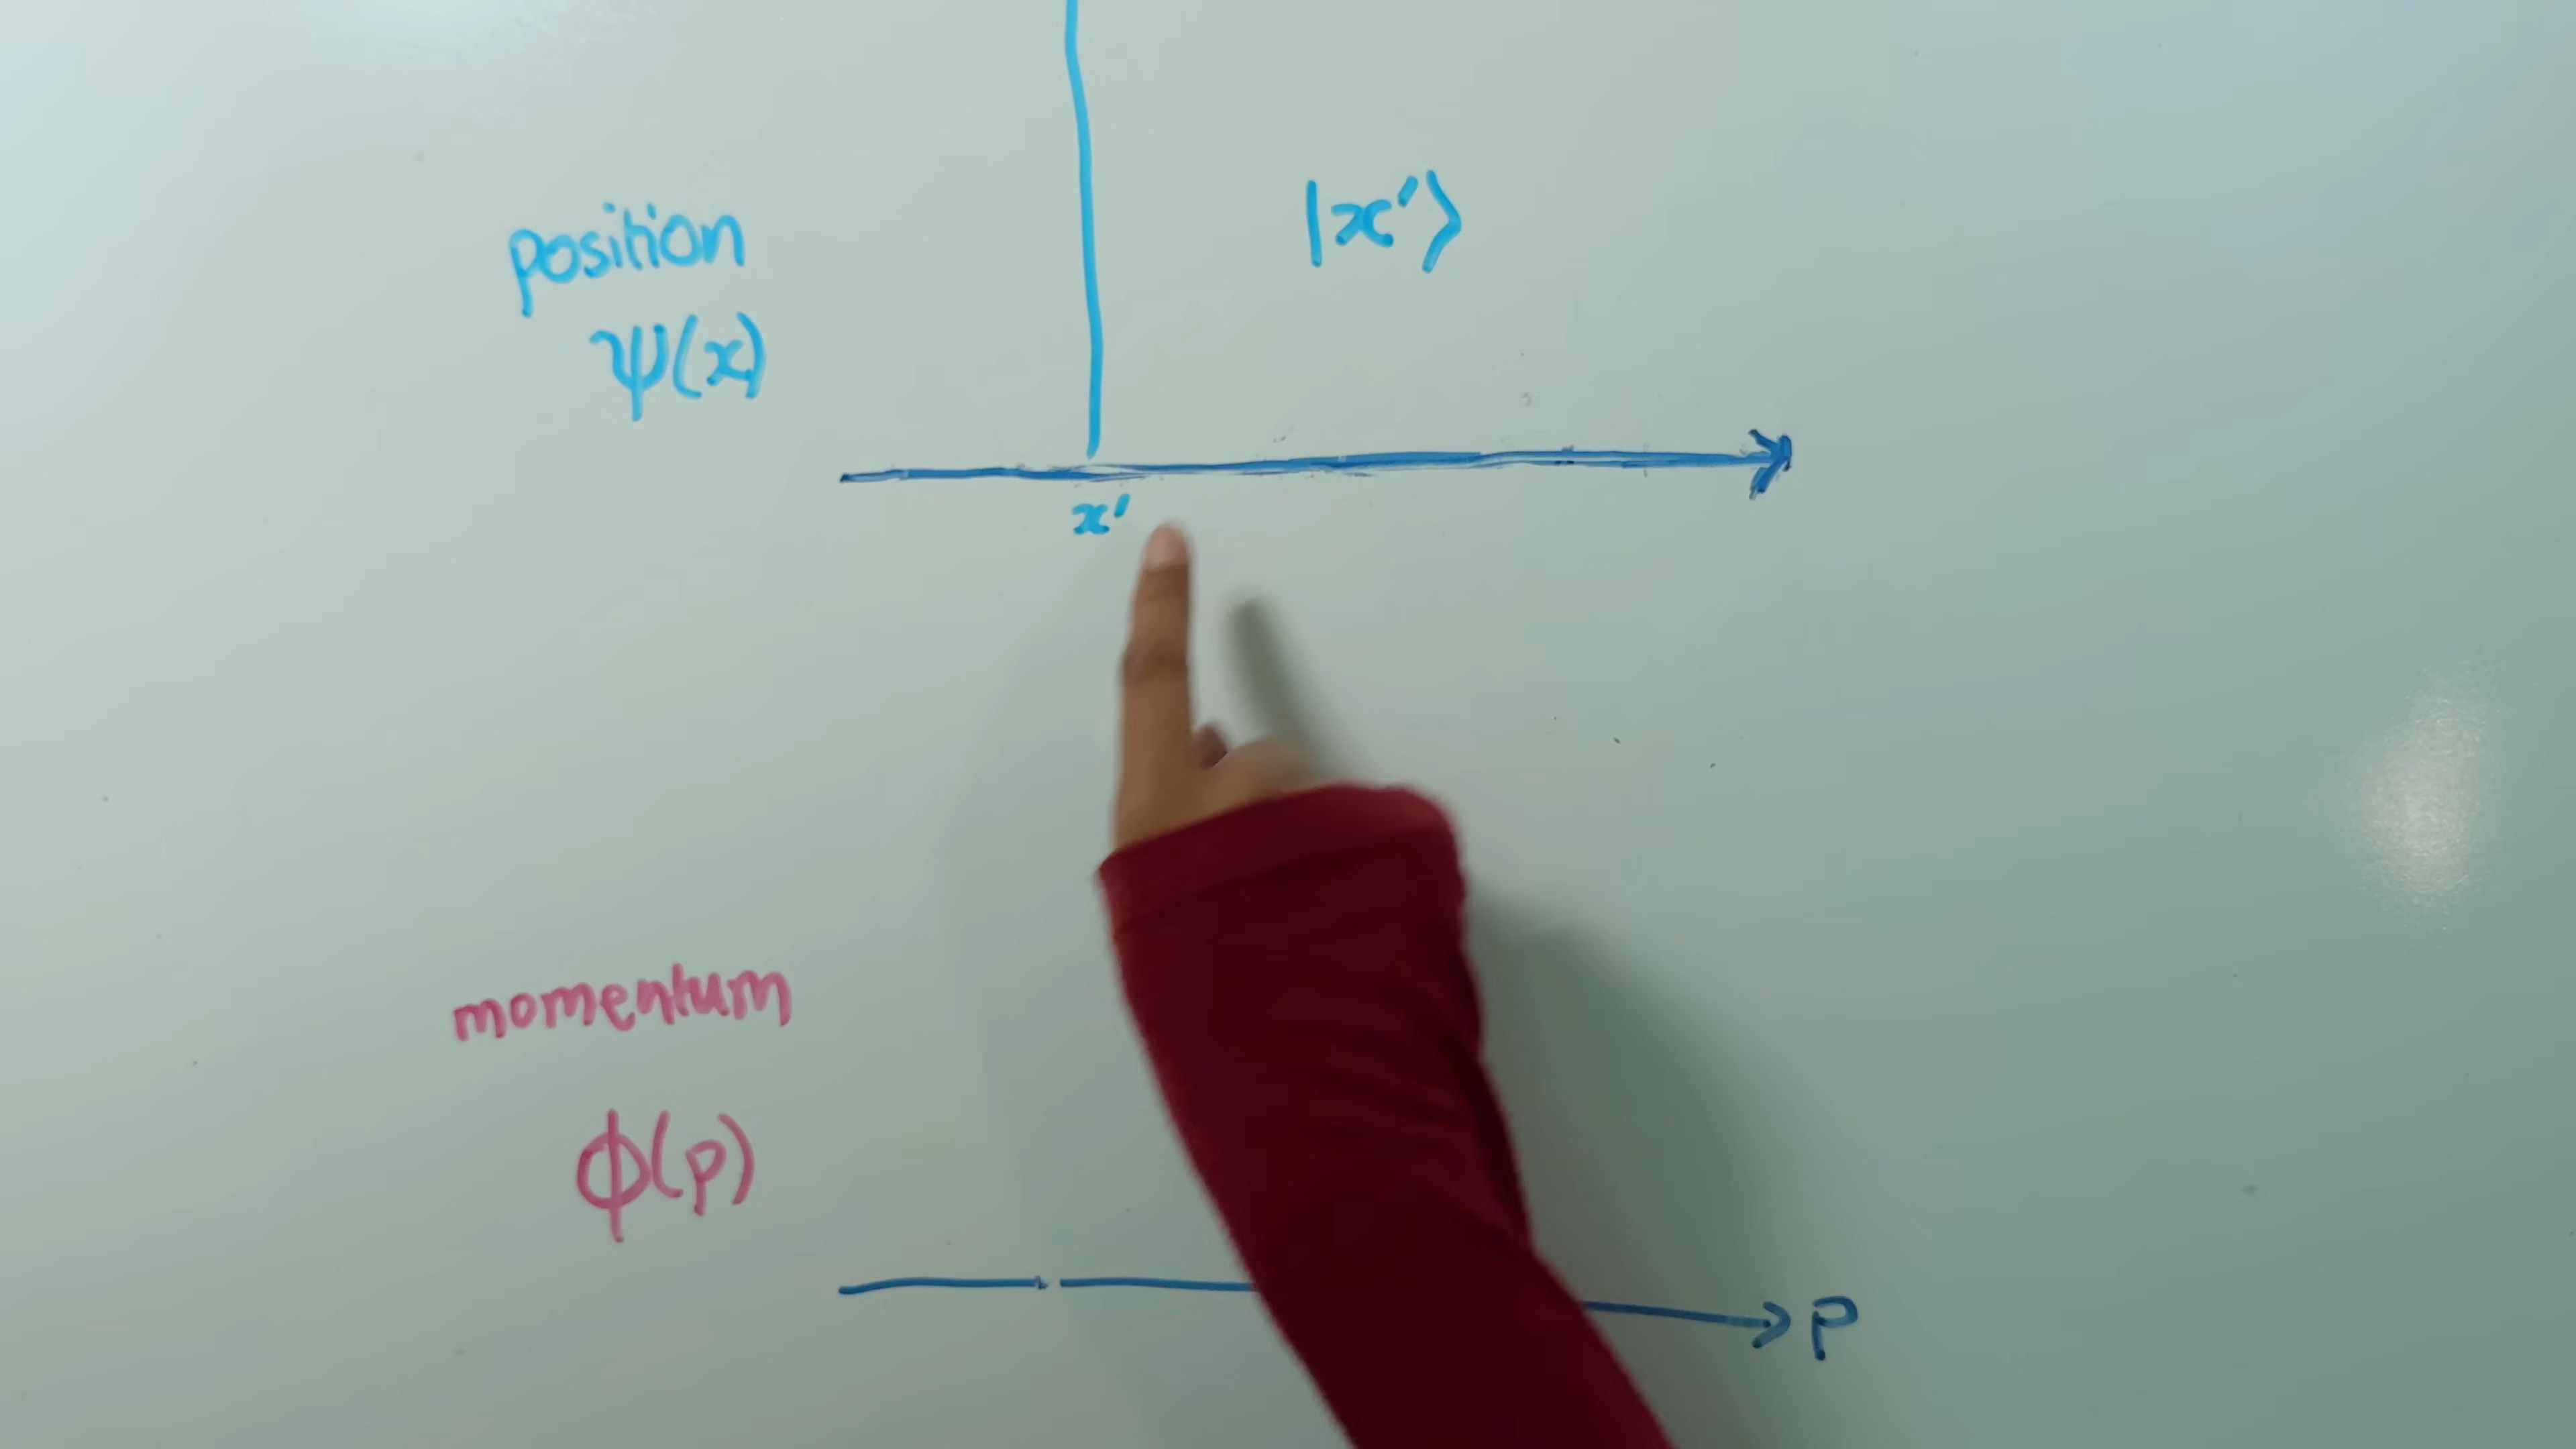 |x'⟩
position
ψ(x)
x'
momentum
ϕ(p)
P